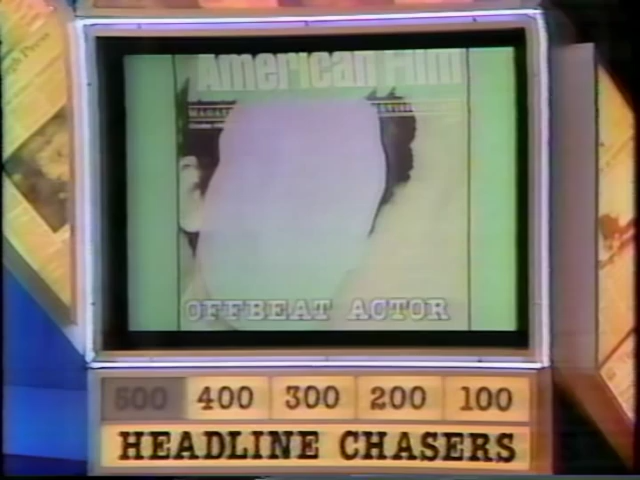 American Film
OFFBEAT ACTOR
500 400 300 200 100
HEADLINE CHASERS